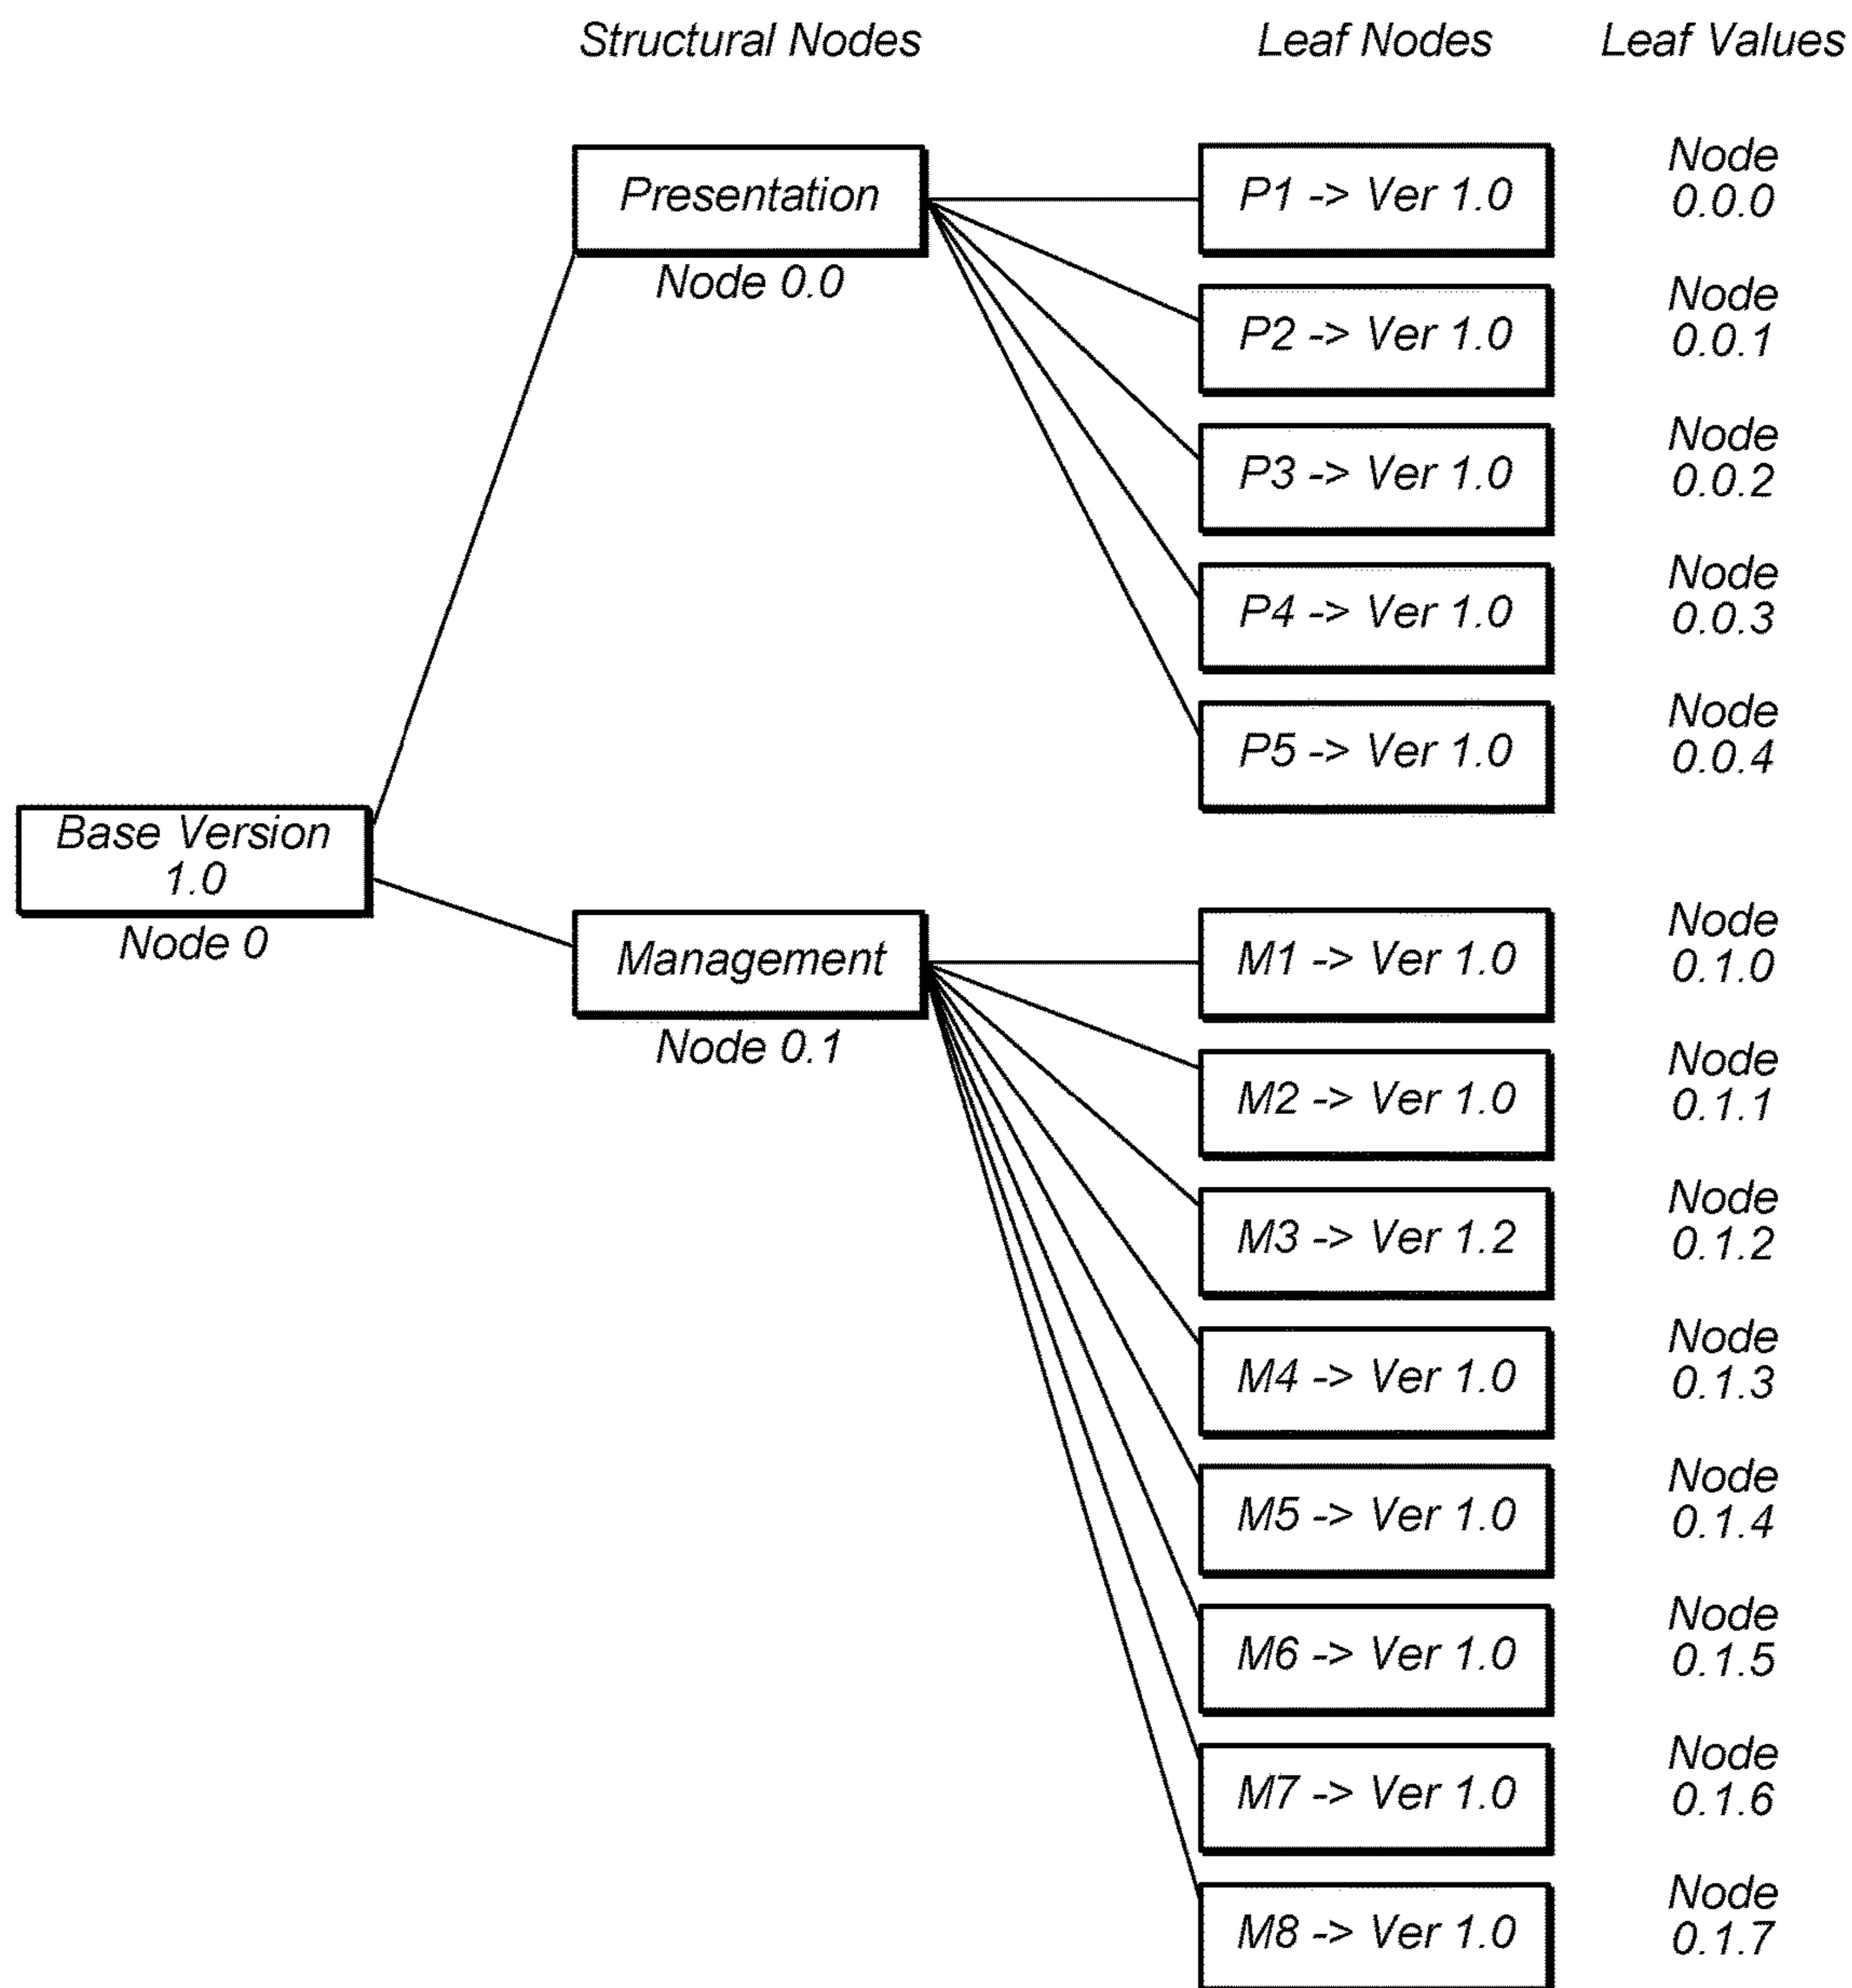 Structural Nodes
Leaf Nodes
Leaf Values
Presentation
Node 0.0
P1 -> Ver 1.0
Node
0.0.0
P2 -> Ver 1.0
Node
0.0.1
P3 -> Ver 1.0
Node
0.0.2
P4 -> Ver 1.0
Node
0.0.3
P5 -> Ver 1.0
Node
0.0.4
Base Version
1.0
Node 0
Management
Node 0.1
M1 -> Ver 1.0
Node
0.1.0
M2 -> Ver 1.0
Node
0.1.1
M3 -> Ver 1.2
Node
0.1.2
M4 -> Ver 1.0
Node
0.1.3
M5 -> Ver 1.0
Node
0.1.4
M6 -> Ver 1.0
Node
0.1.5
M7 -> Ver 1.0
Node
0.1.6
M8 -> Ver 1.0
Node
0.1.7